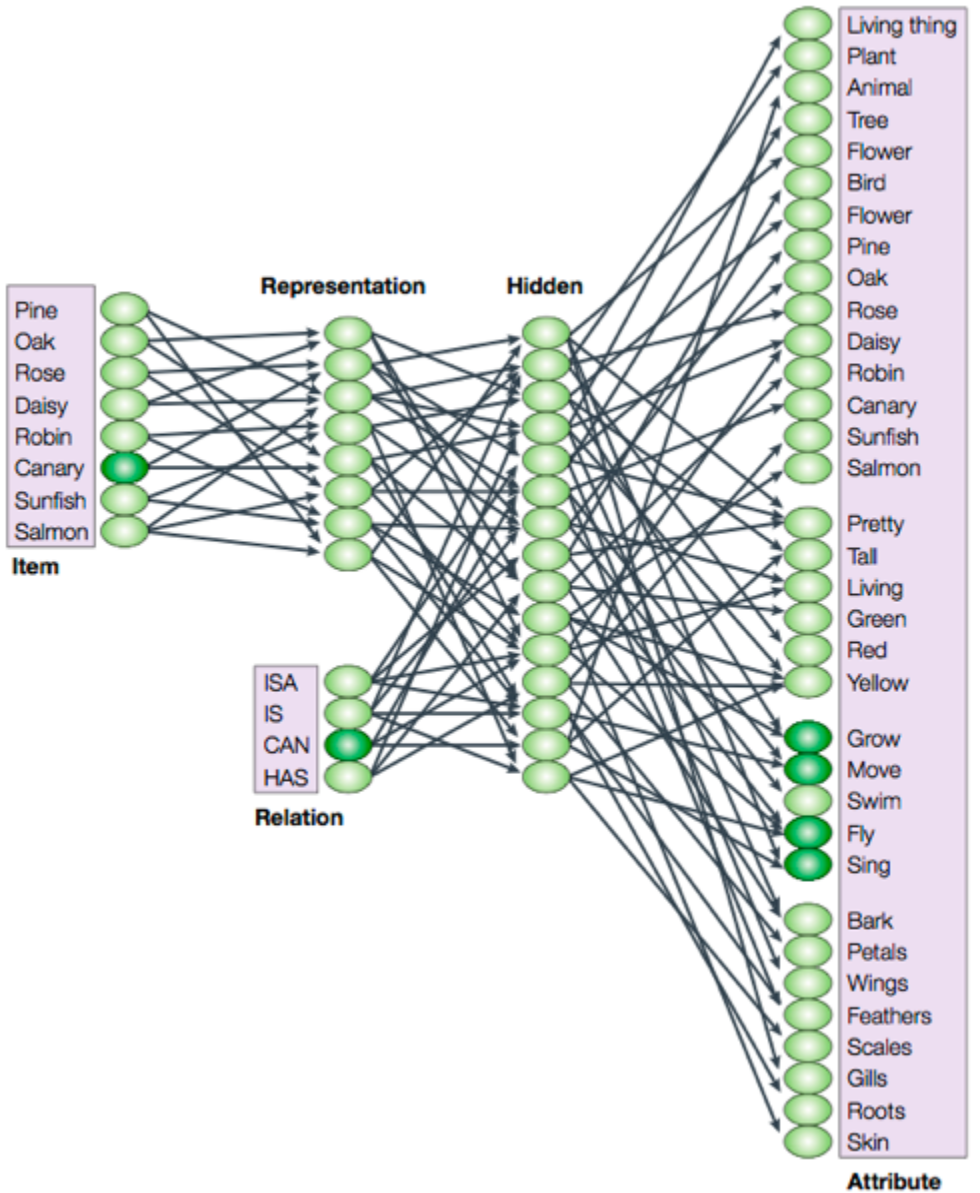 Representation
Hidden
Pine
Oak
Rose
Daisy
Robin
Canary
Sunfish
Salmon
Item
ISA
IS
CAN
HAS
Relation
Living thing
Plant
Animal
Tree
Flower
Bird
Flower
Pine
Oak
Rose
Daisy
Robin
Canary
Sunfish
Salmon
Pretty
Tall
Living
Green
Red
Yellow
Grow
Move
Swim
Fly
Sing
Bark
Petals
Wings
Feathers
Scales
Gills
Roots
Skin
Attribute